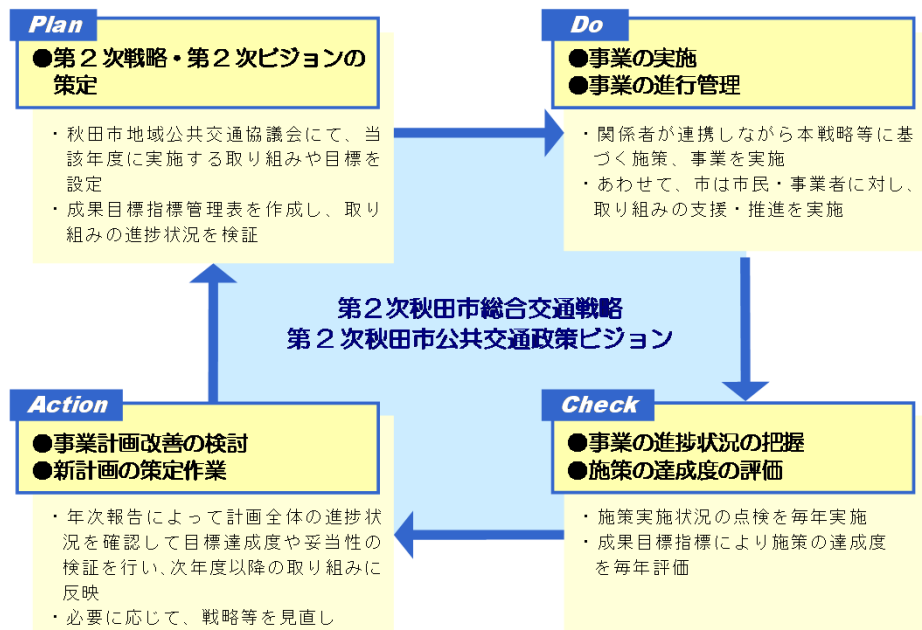 Plan
●第2次戦略・第2次ビジョンの
策定
・秋田市地域公共交通協議会にて、当
該年度に実施する取り組みや目標を
設定
・成果目標指標管理表を作成し、取り
組みの進捗状況を検証
Do
●事業の実施
●事業の進行管理
・関係者が連携しながら本戦略等に基
づく施策、事業を実施
・あわせて、市は市民・事業者に対し、
取り組みの支援・推進を実施
第2次秋田市総合交通戦略
第2次秋田市公共交通政策ビジョン
Action
●事業計画改善の検討
●新計画の策定作業
・年次報告によって計画全体の進捗状
況を確認して目標達成度や妥当性の
検証を行い、次年度以降の取り組みに
反映
・必要に応じて、戦略等を見直し
Check
●事業の進捗状況の把握
●施策の達成度の評価
・施策実施状況の点検を毎年実施
・成果目標指標により施策の達成度
を毎年評価